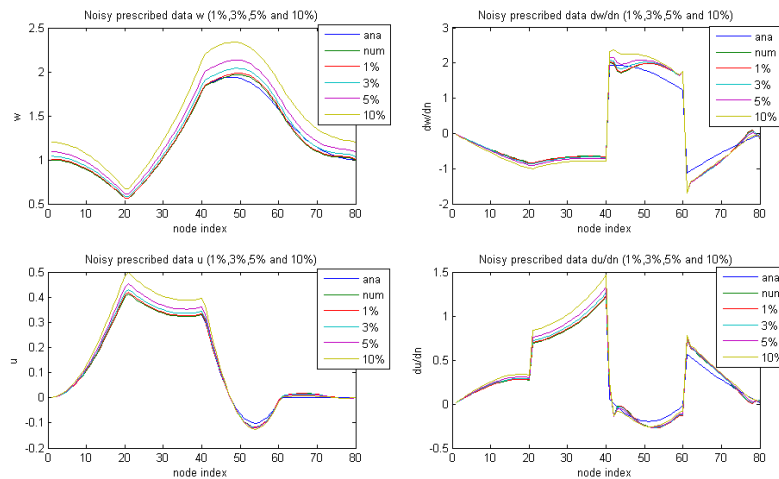 Noisy prescribed data w (1%,3%,5% and 10%)
2.5
2
1.5
1
0.5
w
0 10 20 30 40 50 60 70 80
node index
ana
num
1%
3%
5%
10%
Noisy prescribed data dw/dn (1%,3%,5% and 10%)
3
2
1
0
-1
-2
dw/dn
0 10 20 30 40 50 60 70 80
node index
ana
num
1%
3%
5%
10%
Noisy prescribed data u (1%,3%,5% and 10%)
0.5
0.4
0.3
0.2
0.1
0
-0.1
-0.2
u
0 10 20 30 40 50 60 70 80
node index
ana
num
1%
3%
5%
10%
Noisy prescribed data du/dn (1%,3%,5% and 10%)
1.5
1
0.5
0
-0.5
du/dn
0 10 20 30 40 50 60 70 80
node index
ana
num
1%
3%
5%
10%